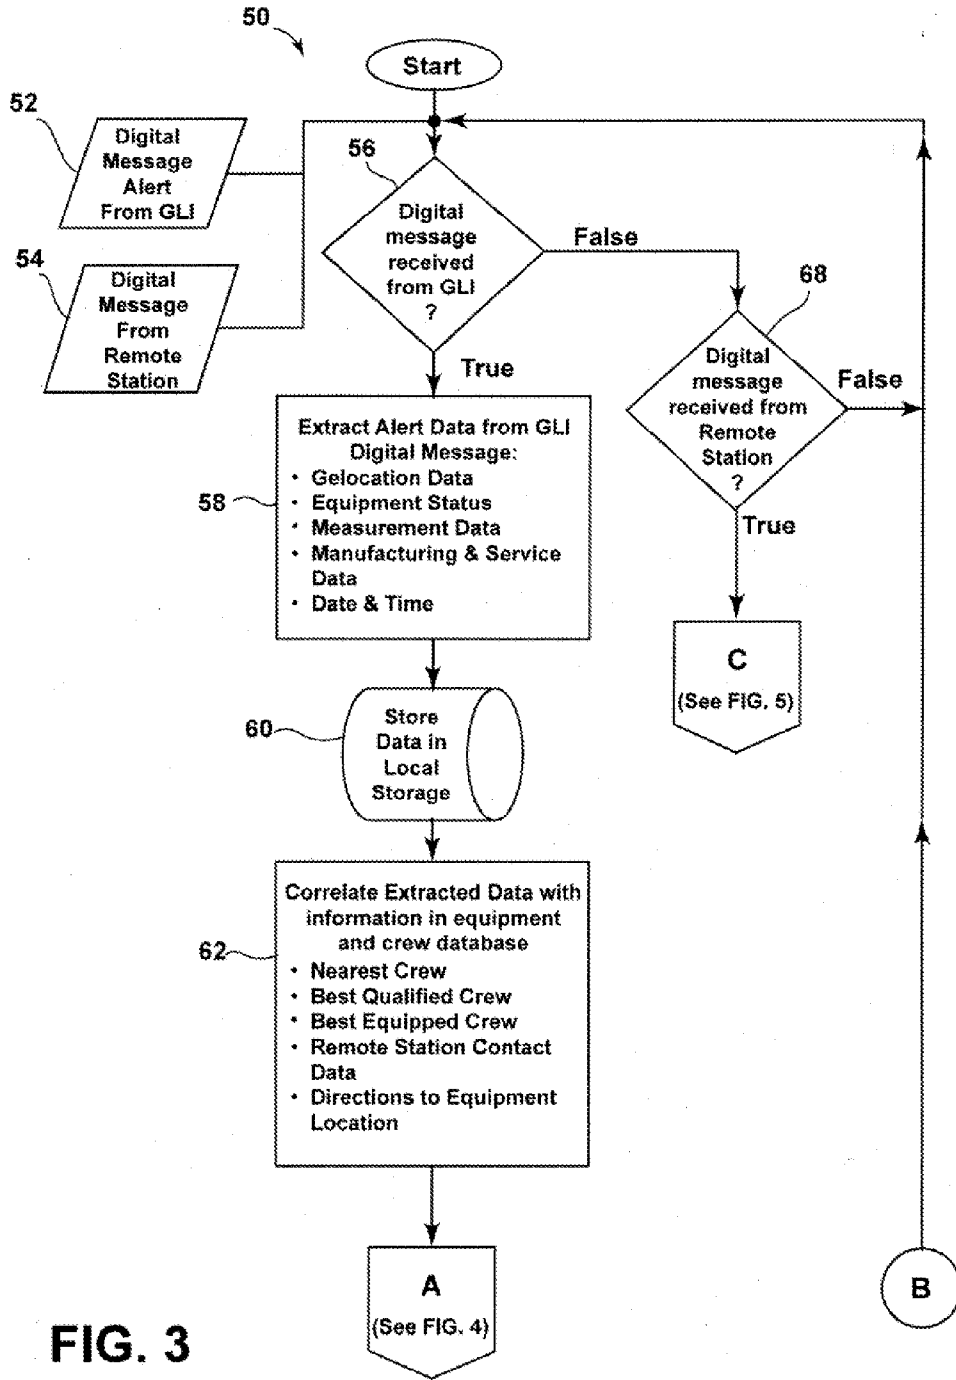 50
Start
52
Digital
Message
Alert
From GLI
54
Digital
Message
From
Remote
Station
56
Digital
message
received
from GLI
?
False
True
68
Digital
message
received from
Remote
Station
?
False
True
C
(See FIG. 5)
58
Extract Alert Data from GLI
Digital Message:
• Gelocation Data
• Equipment Status
• Measurement Data
• Manufacturing & Service
Data
• Date & Time
60
Store
Data in
Local
Storage
62
Correlate Extracted Data with
information in equipment
and crew database
• Nearest Crew
• Best Qualified Crew
• Best Equipped Crew
• Remote Station Contact
Data
• Directions to Equipment
Location
A
(See FIG. 4)
B
FIG. 3